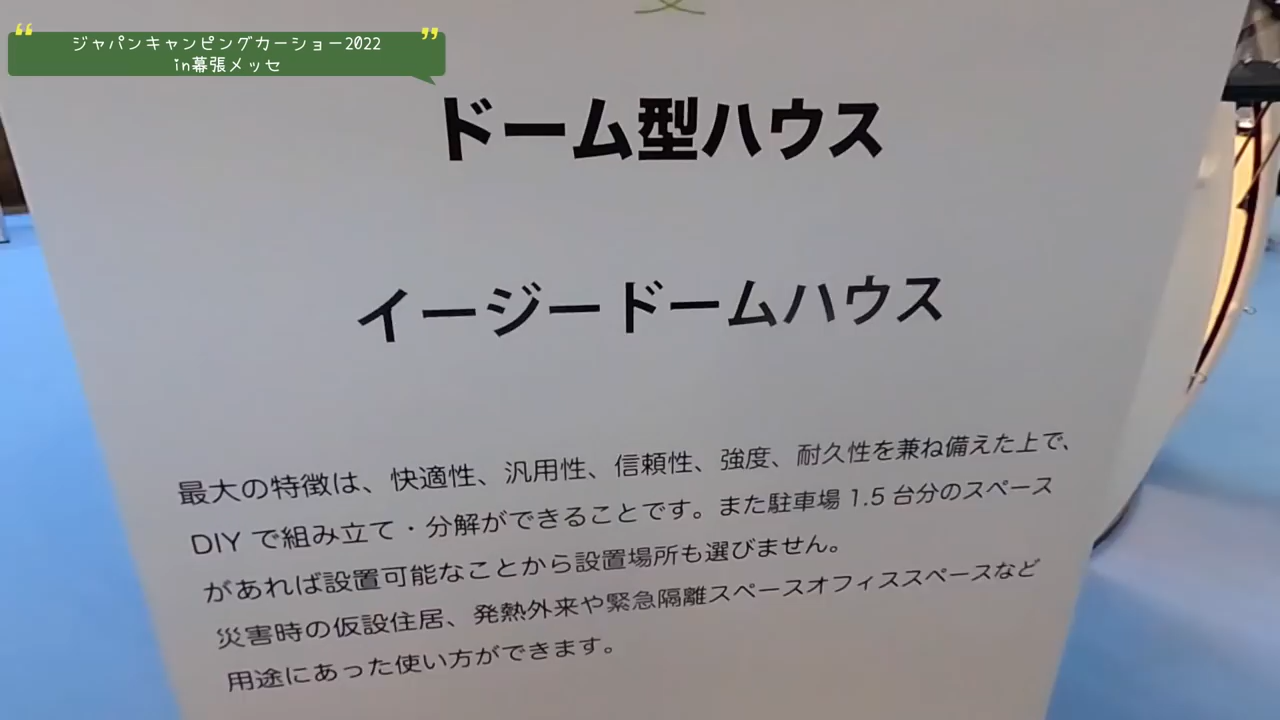 ジャパンキャンピングカーショー2022
in幕張メッセ
ドーム型ハウス
イージードームハウス
最大の特徴は、快適性、汎用性、信頼性、強度、耐久性を兼ね備えた上で、
DIY で組み立て・分解ができることです。また駐車場 1.5 台分のスペース
があれば設置可能なことから設置場所も選びません。
災害時の仮設住居、発熱外来や緊急隔離スペースオフィススペースなど
用途にあった使い方ができます。